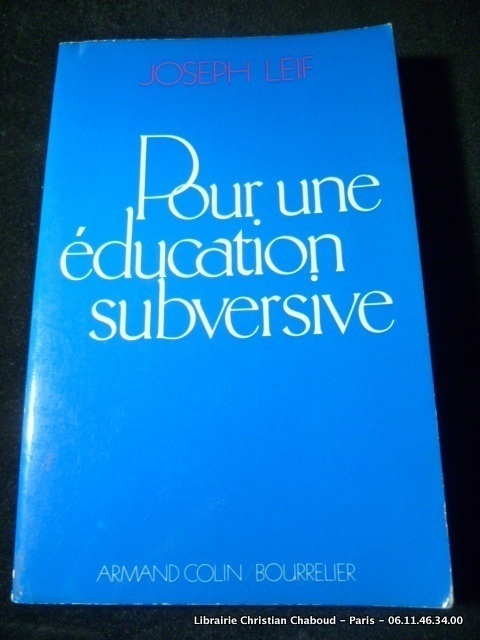 JOSEPH LEIF
Pour une
éducation
subversive
ARMAND COLIN / BOURRELIER
Librairie Christian Chaboud - Paris - 06.11.46.34.00